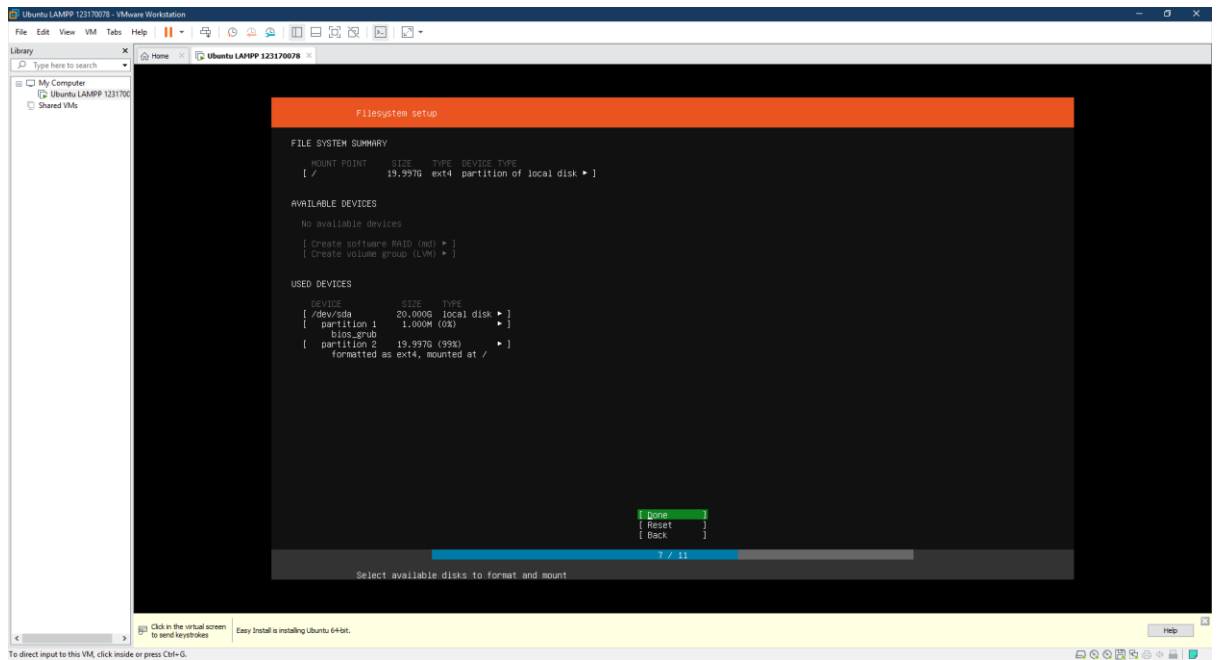 Ubuntu LAMPP 123170078 - VMware Workstation
File Edit View VM Tabs Help
Library
Home
Ubuntu LAMPP 123170078
Type here to search
My Computer
Ubuntu LAMPP 1231700
Shared VMs
Filesystem setup
FILE SYSTEM SUMMARY
MOUNT POINT SIZE TYPE DEVICE TYPE
[ / 19.997G ext4 partition of local disk ▸ ]
AVAILABLE DEVICES
No available devices
[ Create software RAID (md) ▸ ]
[ Create volume group (LVM) ▸ ]
USED DEVICES
DEVICE SIZE TYPE
[ /dev/sda 20.000G local disk ▸ ]
[ partition 1 1.000M (0%) ▸ ]
bios_grub
[ partition 2 19.997G (99%) ▸ ]
formatted as ext4, mounted at /
[ Done ]
[ Reset ]
[ Back ]
7 / 11
Select available disks to format and mount
Click in the virtual screen
to send keystrokes
Easy Install is installing Ubuntu 64-bit.
Help
To direct input to this VM, click inside or press Ctrl+G.